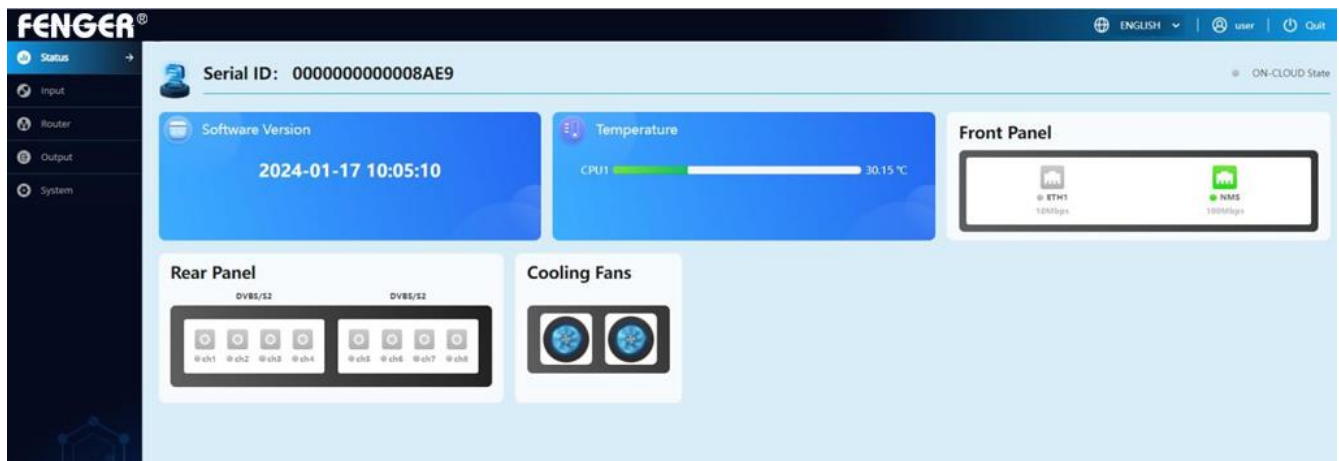 FENGER®
ENGLISH
user
Quit
Status
Input
Router
Output
System
Serial ID: 0000000000008AE9
ON-CLOUD State
Software Version
2024-01-17 10:05:10
Temperature
CPU1 30.15 ℃
Front Panel
ETH1 NMS
10Mbps 100Mbps
Rear Panel
DVBS/S2 DVBS/S2
ch1 ch2 ch3 ch4 ch5 ch6 ch7 ch8
Cooling Fans